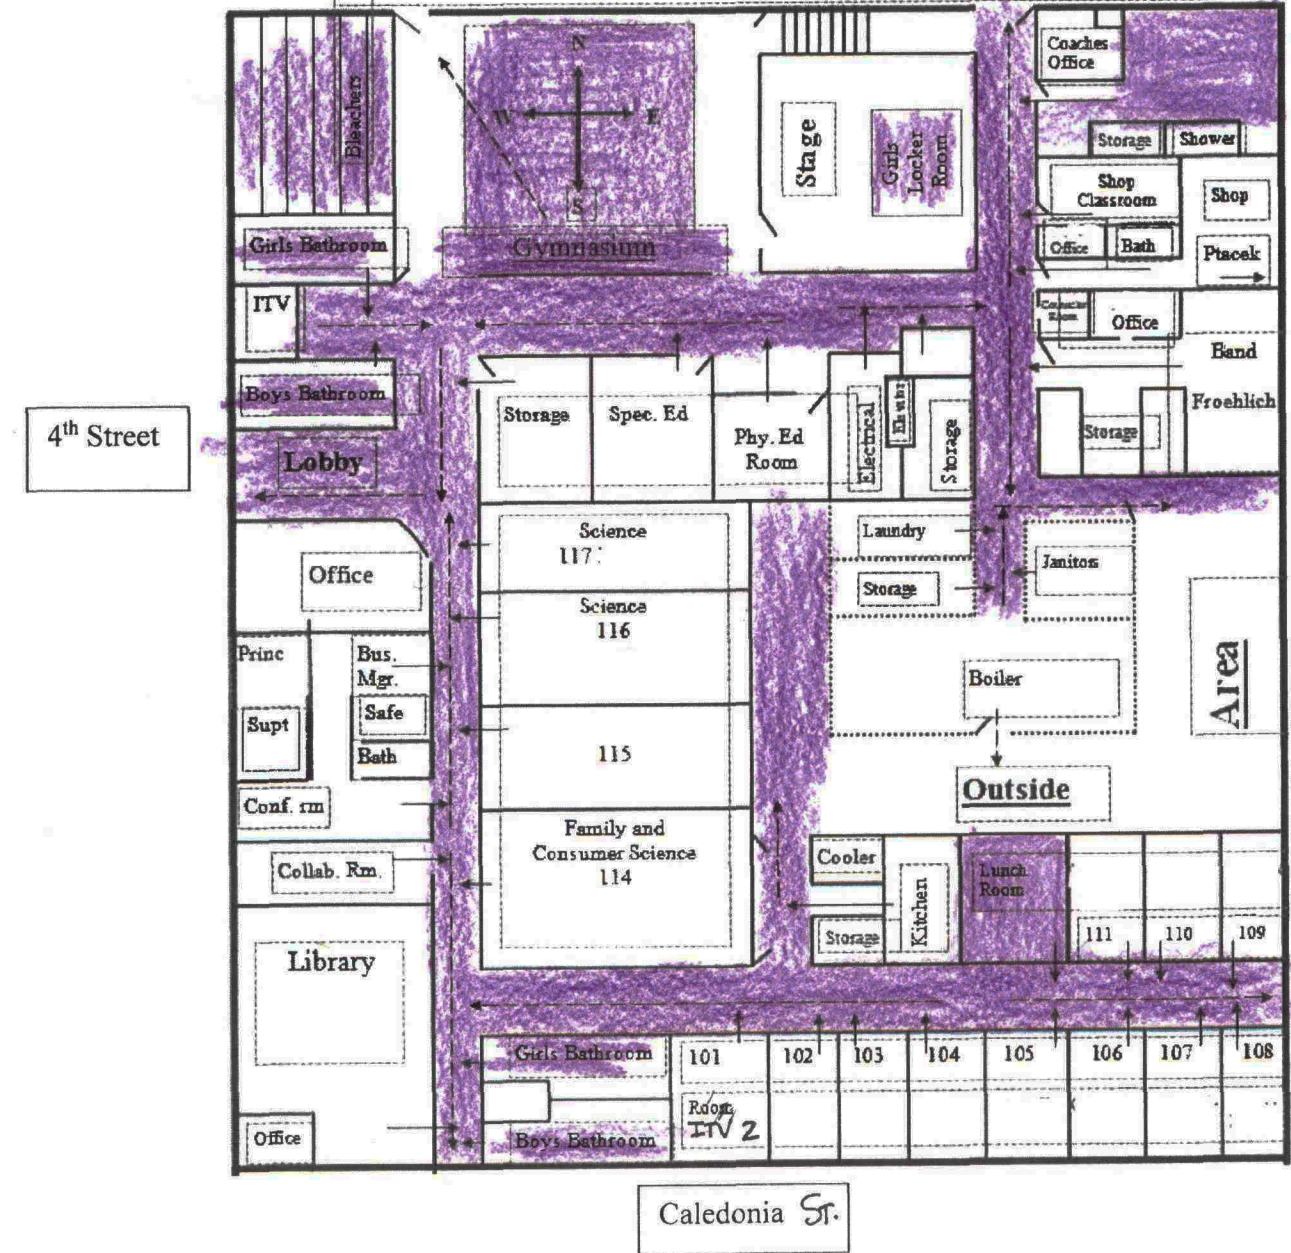 Coaches
Office
Bleachers
N
W
E
S
Stage
Girls
Locker
Room
Storage
Shower
Shop
Classroom
Shop
Girls Bathroom
Gymnasium
Office
Bath
Ptacek
ITV
Office
Band
Boys Bathroom
Storage
Spec. Ed
Phy. Ed
Room
Electrical
Storage
Froehlich
Storage
4th Street
Lobby
Science
117
Laundry
Janitors
Office
Storage
Science
116
Princ
Bus.
Mgr.
Boiler
Area
Supt
Safe
Bath
115
Outside
Conf. rm
Family and
Consumer Science
114
Cooler
Collab. Rm.
Lunch
Room
Kitchen
Storage
111
110
109
Library
Girls Bathroom
101
102
103
104
105
106
107
108
Room
ITV 2
Office
Boys Bathroom
Caledonia St.